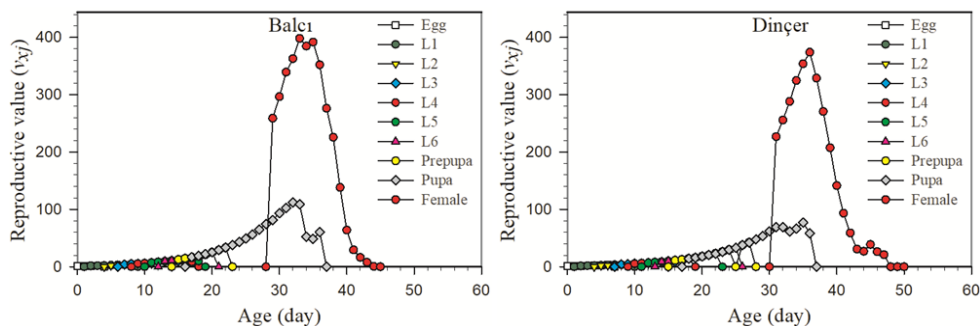 Balcı
Reproductive value (vxj)
400
300
200
100
0
Egg
L1
L2
L3
L4
L5
L6
Prepupa
Pupa
Female
0 10 20 30 40 50 60
Age (day)
Dinçer
Reproductive value (vxj)
400
300
200
100
0
Egg
L1
L2
L3
L4
L5
L6
Prepupa
Pupa
Female
0 10 20 30 40 50 60
Age (day)